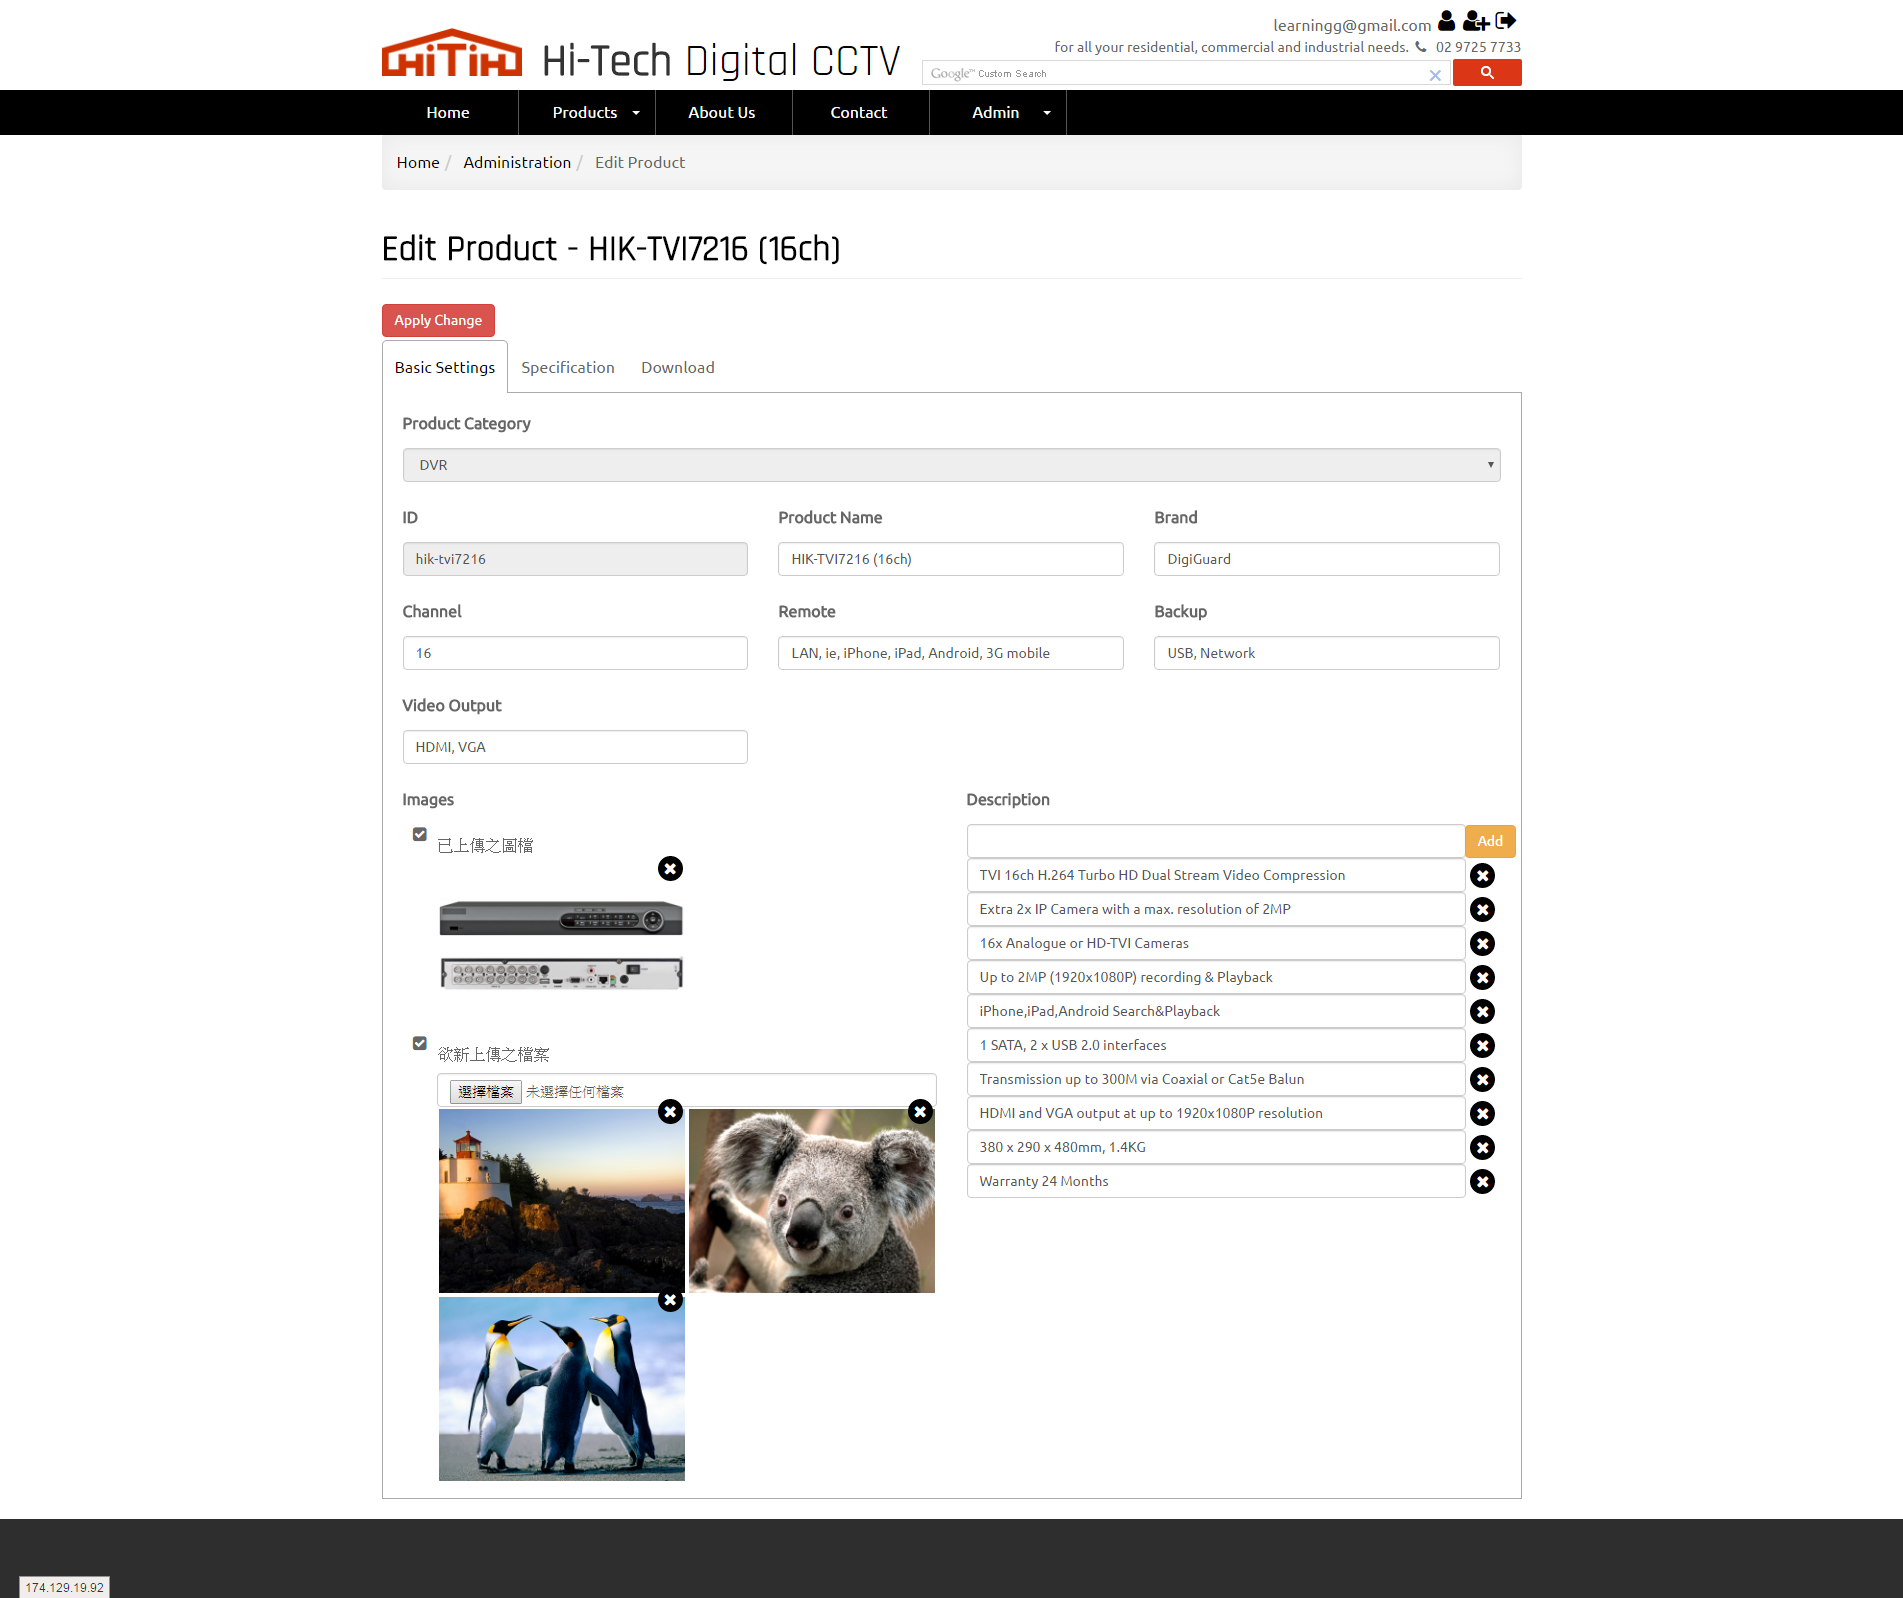 learningg@gmail.com
HiTiH Hi-Tech Digital CCTV
for all your residential, commercial and industrial needs. 02 9725 7733
Google™ Custom Search
Home Products About Us Contact Admin
Home / Administration / Edit Product
Edit Product - HIK-TVI7216 (16ch)
Apply Change
Basic Settings Specification Download
Product Category
DVR
ID Product Name Brand
hik-tvi7216 HIK-TVI7216 (16ch) DigiGuard
Channel Remote Backup
16 LAN, ie, iPhone, iPad, Android, 3G mobile USB, Network
Video Output
HDMI, VGA
Images
已上傳之圖檔
欲新上傳之檔案
選擇檔案 未選擇任何檔案
Description
Add
TVI 16ch H.264 Turbo HD Dual Stream Video Compression
Extra 2x IP Camera with a max. resolution of 2MP
16x Analogue or HD-TVI Cameras
Up to 2MP (1920x1080P) recording & Playback
iPhone,iPad,Android Search&Playback
1 SATA, 2 x USB 2.0 interfaces
Transmission up to 300M via Coaxial or Cat5e Balun
HDMI and VGA output at up to 1920x1080P resolution
380 x 290 x 480mm, 1.4KG
Warranty 24 Months
174.129.19.92